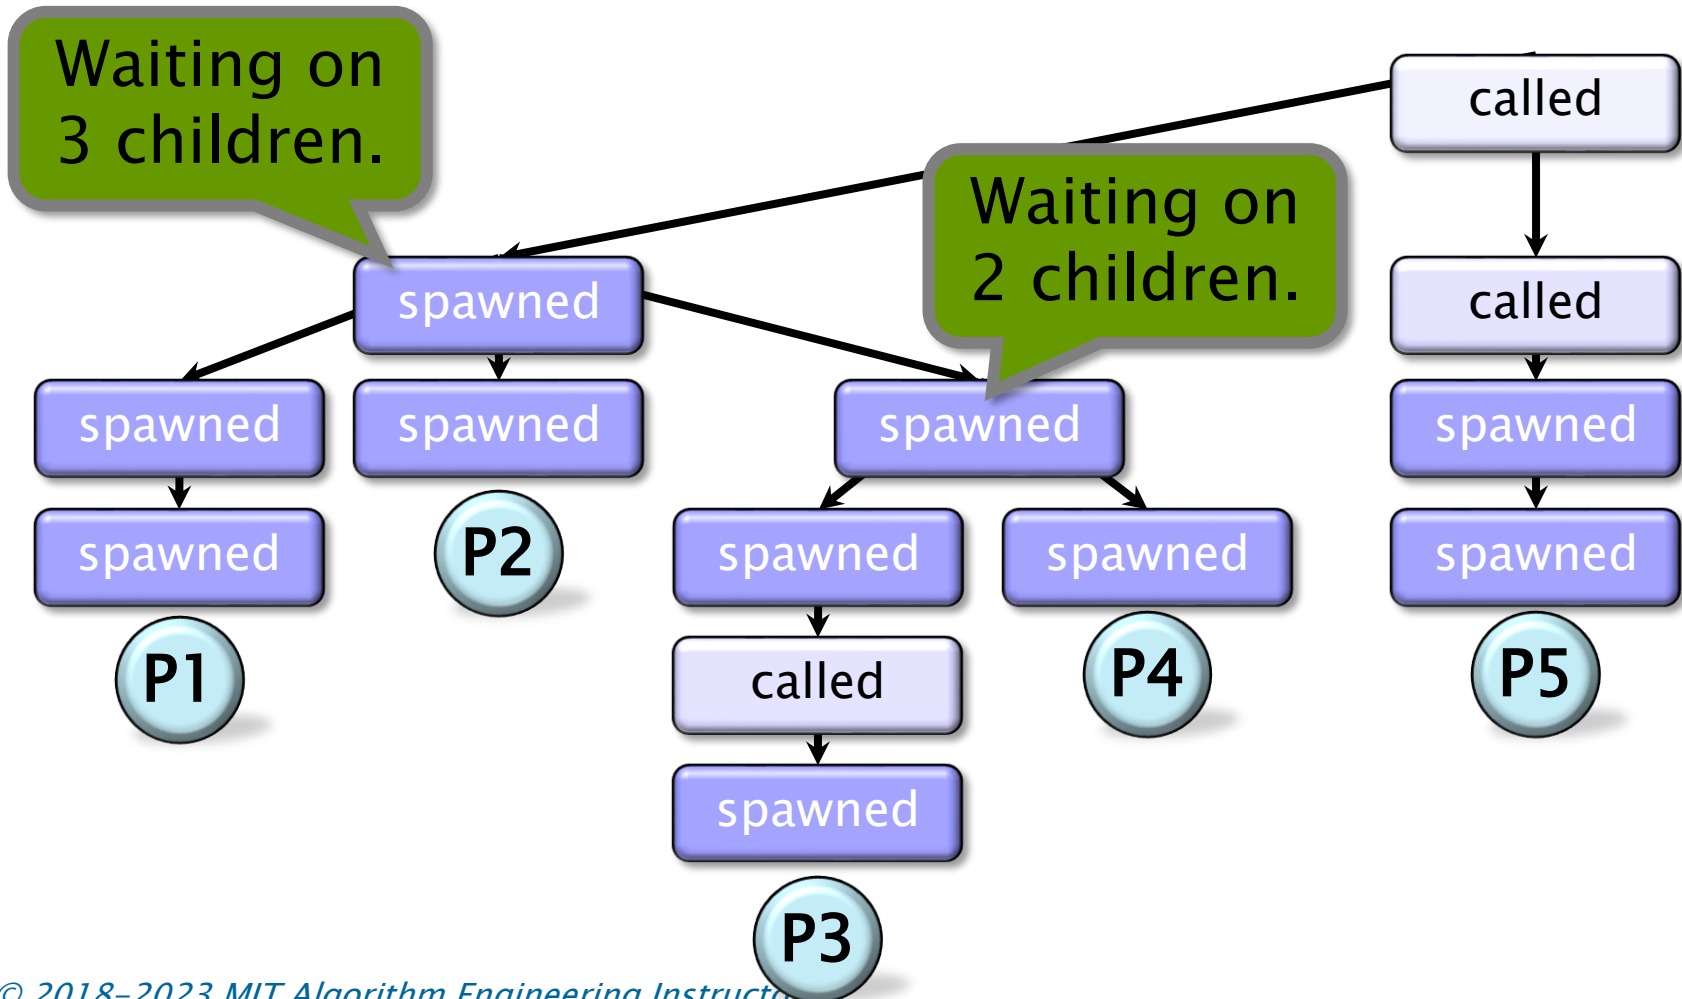 Waiting on
3 children.
called
Waiting on
2 children.
spawned
called
spawned
spawned
spawned
spawned
spawned
P2
spawned
spawned
spawned
P1
called
P4
P5
spawned
P3
© 2018-2023 MIT Algorithm Engineering